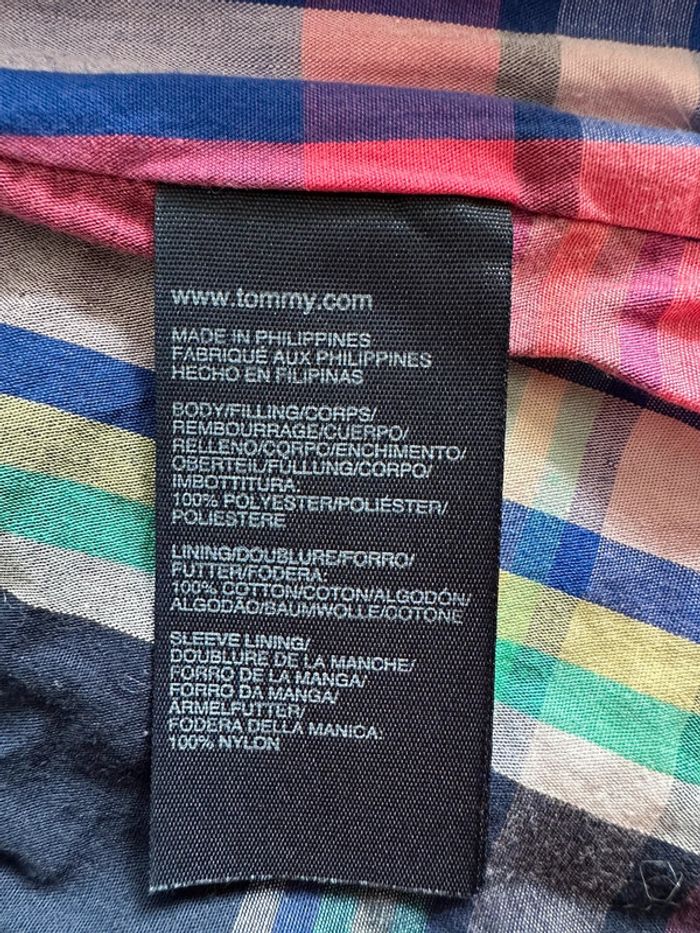 www.tommy.com
MADE IN PHILIPPINES
FABRIQUÉ AUX PHILIPPINES
HECHO EN FILIPINAS
BODY/FILLING/CORPS/
REMBOURRAGE/CUERPO/
RELLENO/CORPO/ENCHIMENTO/
OBERTEIL/FÜLLUNG/CORPO/
IMBOTTITURA:
100% POLYESTER/POLIÉSTER/
POLIESTERE
LINING/DOUBLURE/FORRO/
FUTTER/FODERA:
100% COTTON/COTON/ALGODÓN/
ALGODÃO/BAUMWOLLE/COTONE
SLEEVE LINING/
DOUBLURE DE LA MANCHE/
FORRO DE LA MANGA/
FORRO DA MANGA/
ÄRMELFUTTER/
FODERA DELLA MANICA:
100% NYLON